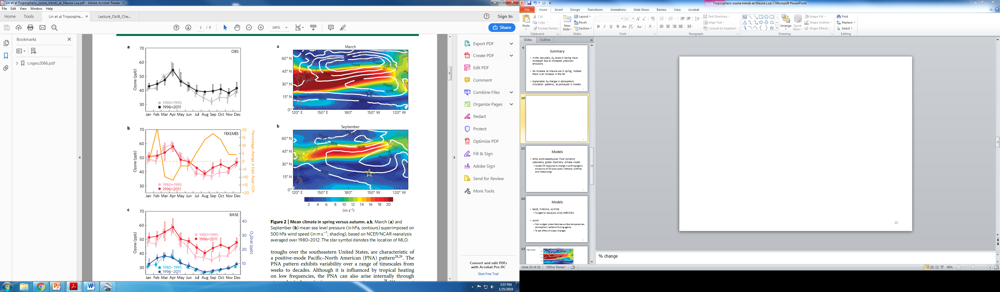 Lin et al Tropospheric_ozone_trends_at_Mauna Loa.pdf - Adobe Acrobat Reader DC
File Edit View Window Help
Home Tools Lin et al Troposphe... × Lecture_Oct8_Che... Sign In
2 / 9 140% Share
Bookmarks
c.ngeo2066.pdf
a
OBS
70
60
50
40
30
Ozone (ppb)
1980–1995
1996–2011
Jan Feb Mar Apr May Jun Jul Aug Sep Oct Nov Dec
b
FIXEMIS
70
60
50
40
30
Ozone (ppb)
20
15
10
5
0
−5
−10
−15
−20
Percentage change in East Asian COt
1980–1995
1996–2011
Jan Feb Mar Apr May Jun Jul Aug Sep Oct Nov Dec
c
BASE
70
60
50
40
30
Ozone (ppb)
40
30
20
10
O₃Strat (ppb)
1980–1995
1996–2011
1980–1995
1996–2011
Jan Feb Mar Apr May Jun Jul Aug Sep Oct Nov Dec
a
March
60° N
45° N
30° N
15° N
0°
120° E 150° E 180° 150° W 120° W
H1020
1019
L1004
L1004
1011
1011
1019
1019
H1022
1019
1011
1011
b
September
60° N
45° N
30° N
15° N
0°
120° E 150° E 180° 150° W 120° W
1011
1011
1019
H1022
1011
2 4 6 8 10 12 14 16 18 20
(m s⁻¹)
Figure 2 | Mean climate in spring versus autumn. a,b, March (a) and
September (b) mean sea level pressure (in hPa, contours) superimposed on
500 hPa wind speed (in m s⁻¹, shading), based on NCEP/NCAR reanalysis
averaged over 1980–2012. The star symbol denotes the location of MLO.
troughs over the southeastern United States, are characteristic of
a positive-mode Pacific–North American (PNA) pattern²⁸,²⁹. The
PNA pattern exhibits variability over a range of timescales from
weeks to decades. Although it is influenced by tropical heating
on low frequencies, the PNA can also arise internally through
Export PDF
Create PDF
Edit PDF
Comment
Combine Files
Organize Pages
Redact
Protect
Optimize PDF
Fill & Sign
Adobe Sign
Send for Review
More Tools
Convert and edit PDFs
with Acrobat Pro DC
Start Free Trial
3:57 PM
1/25/2019
Tropospheric ozone trends at Mauna Loa - Microsoft PowerPoint
File Home Insert Design Transitions Animations Slide Show Review View Acrobat
Paste
Cut
Copy
Format Painter
Clipboard
New
Slide
Layout
Reset
Section
Slides
12
Font
Text Direction
Align Text
Convert to SmartArt
Paragraph
Arrange
Quick
Styles
Shape Fill
Shape Outline
Shape Effects
Drawing
Find
Replace
Select
Editing
Slides Outline
9
Summary
• In the last years, O₃ levels in Spring have
increased due to increased precursor
emissions
• No increase at Mauna Loa in spring, instead
there is an increase in the fall
• Explainable by change in atmospheric
circulation patterns, as portrayed in models
10
11
Models
• GFDL AM3-Geophysical Fluid Dynamic
Laboratory global chemistry climate model
– Isolate O3 response to change in anthropogenic
emissions of O3 precursors, methane, wildfires
and meteorology
12
Models
• BASE, FIXEMIS, IAVFIRE
– Nudged to reanalysis winds 1980-2012
• AMIP
– Not nudged, prescribed sea surface temperatures,
atmospheric radiative forcing agents
– To see effect of ocean changes
13
10
% change
Slide 10 of 18 "Office Theme" 90%